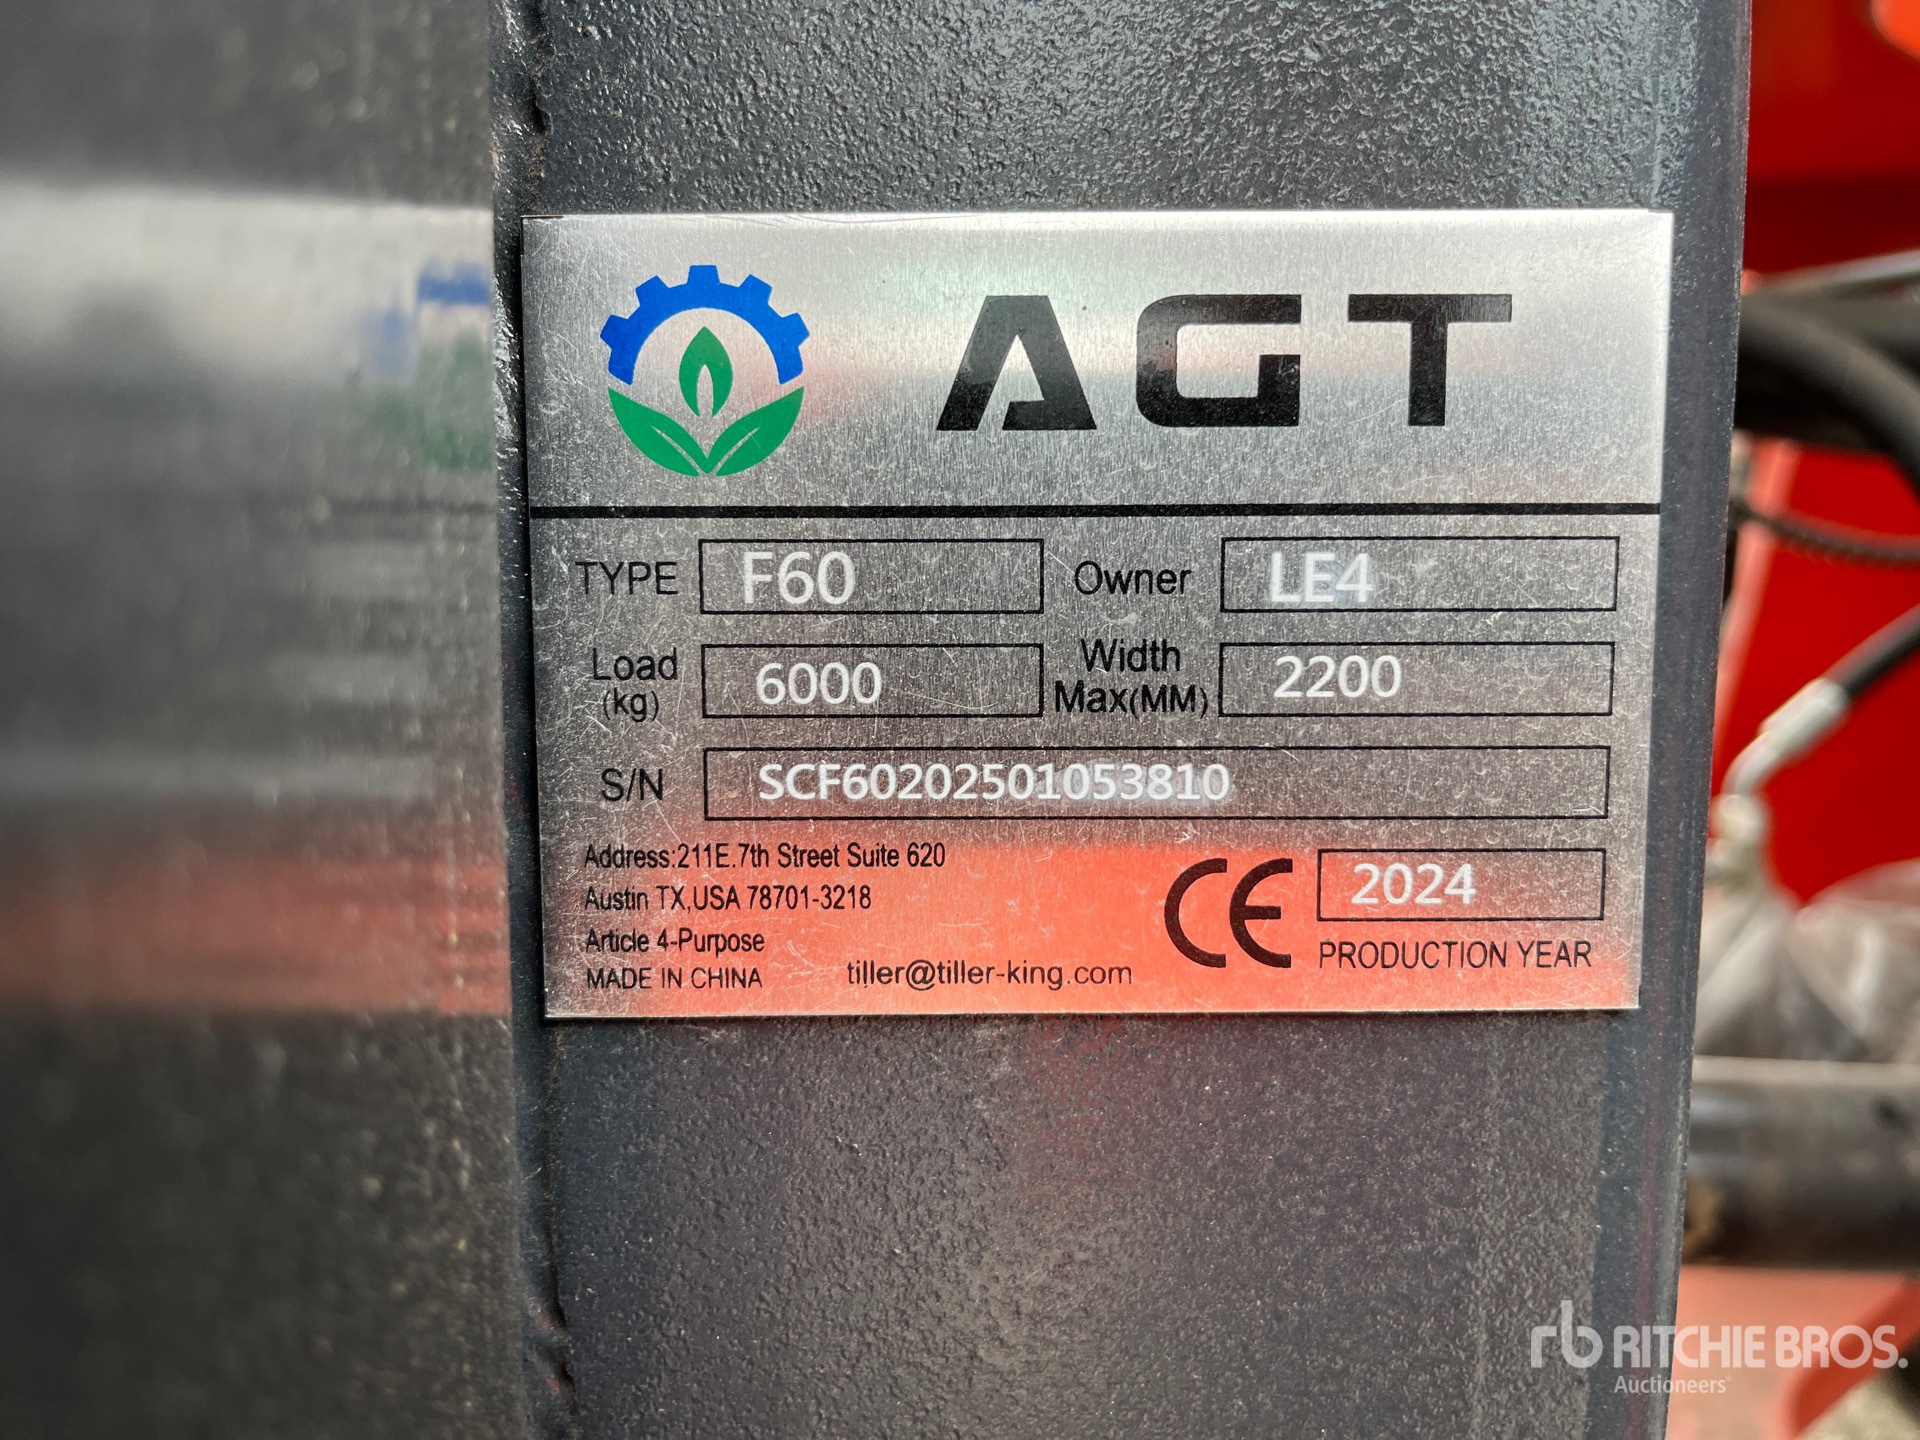 AGT
TYPE F60 Owner LE4
Load (kg) 6000 Width Max(MM) 2200
S/N SCF60202501053810
Address:211E.7th Street Suite 620
Austin TX,USA 78701-3218
Article 4-Purpose
MADE IN CHINA tiller@tiller-king.com
CE 2024
PRODUCTION YEAR
rb RITCHIE BROS.
Auctioneers